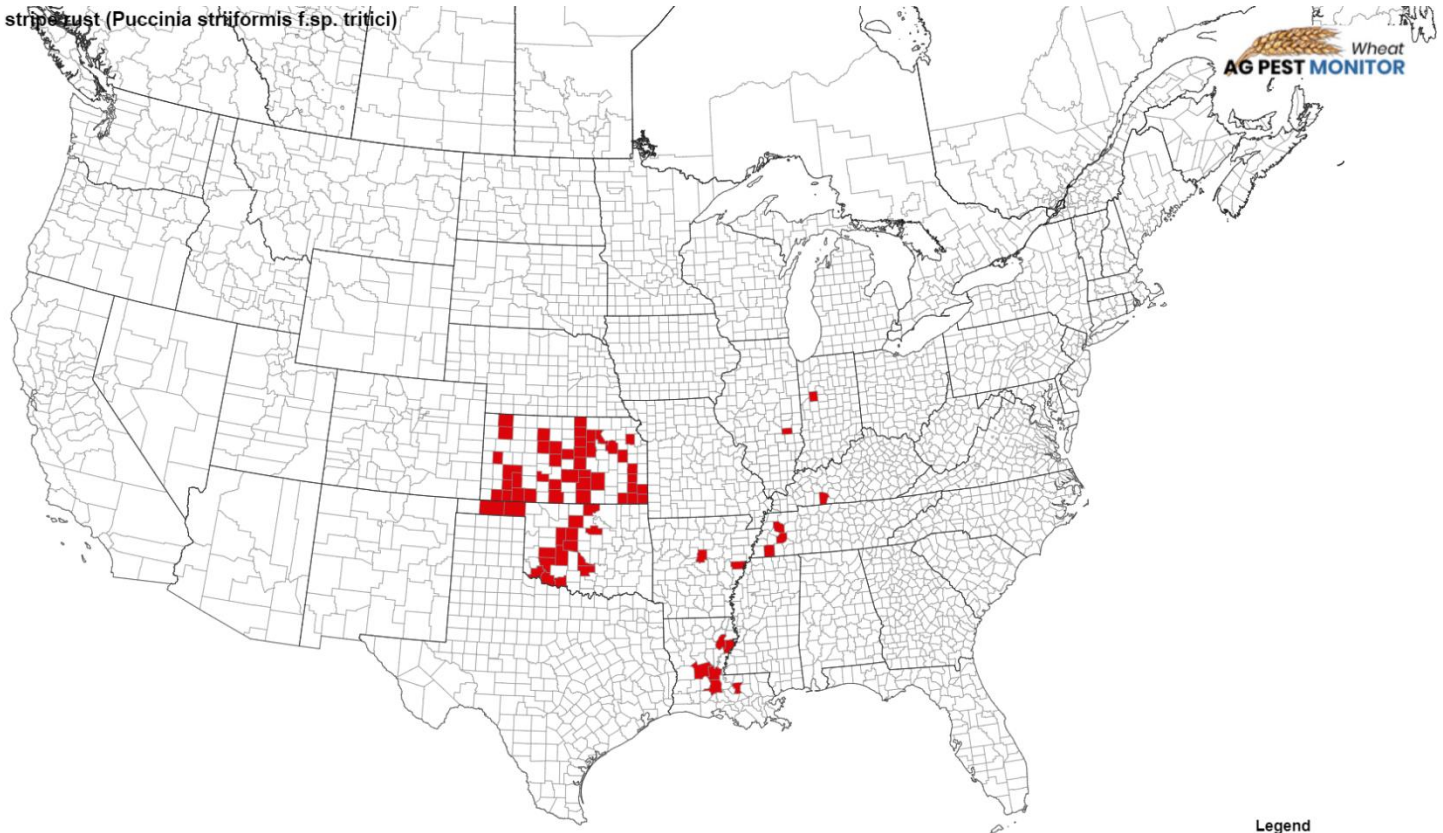 stripe rust (Puccinia striiformis f.sp. tritici)
Wheat
AG PEST MONITOR
Legend